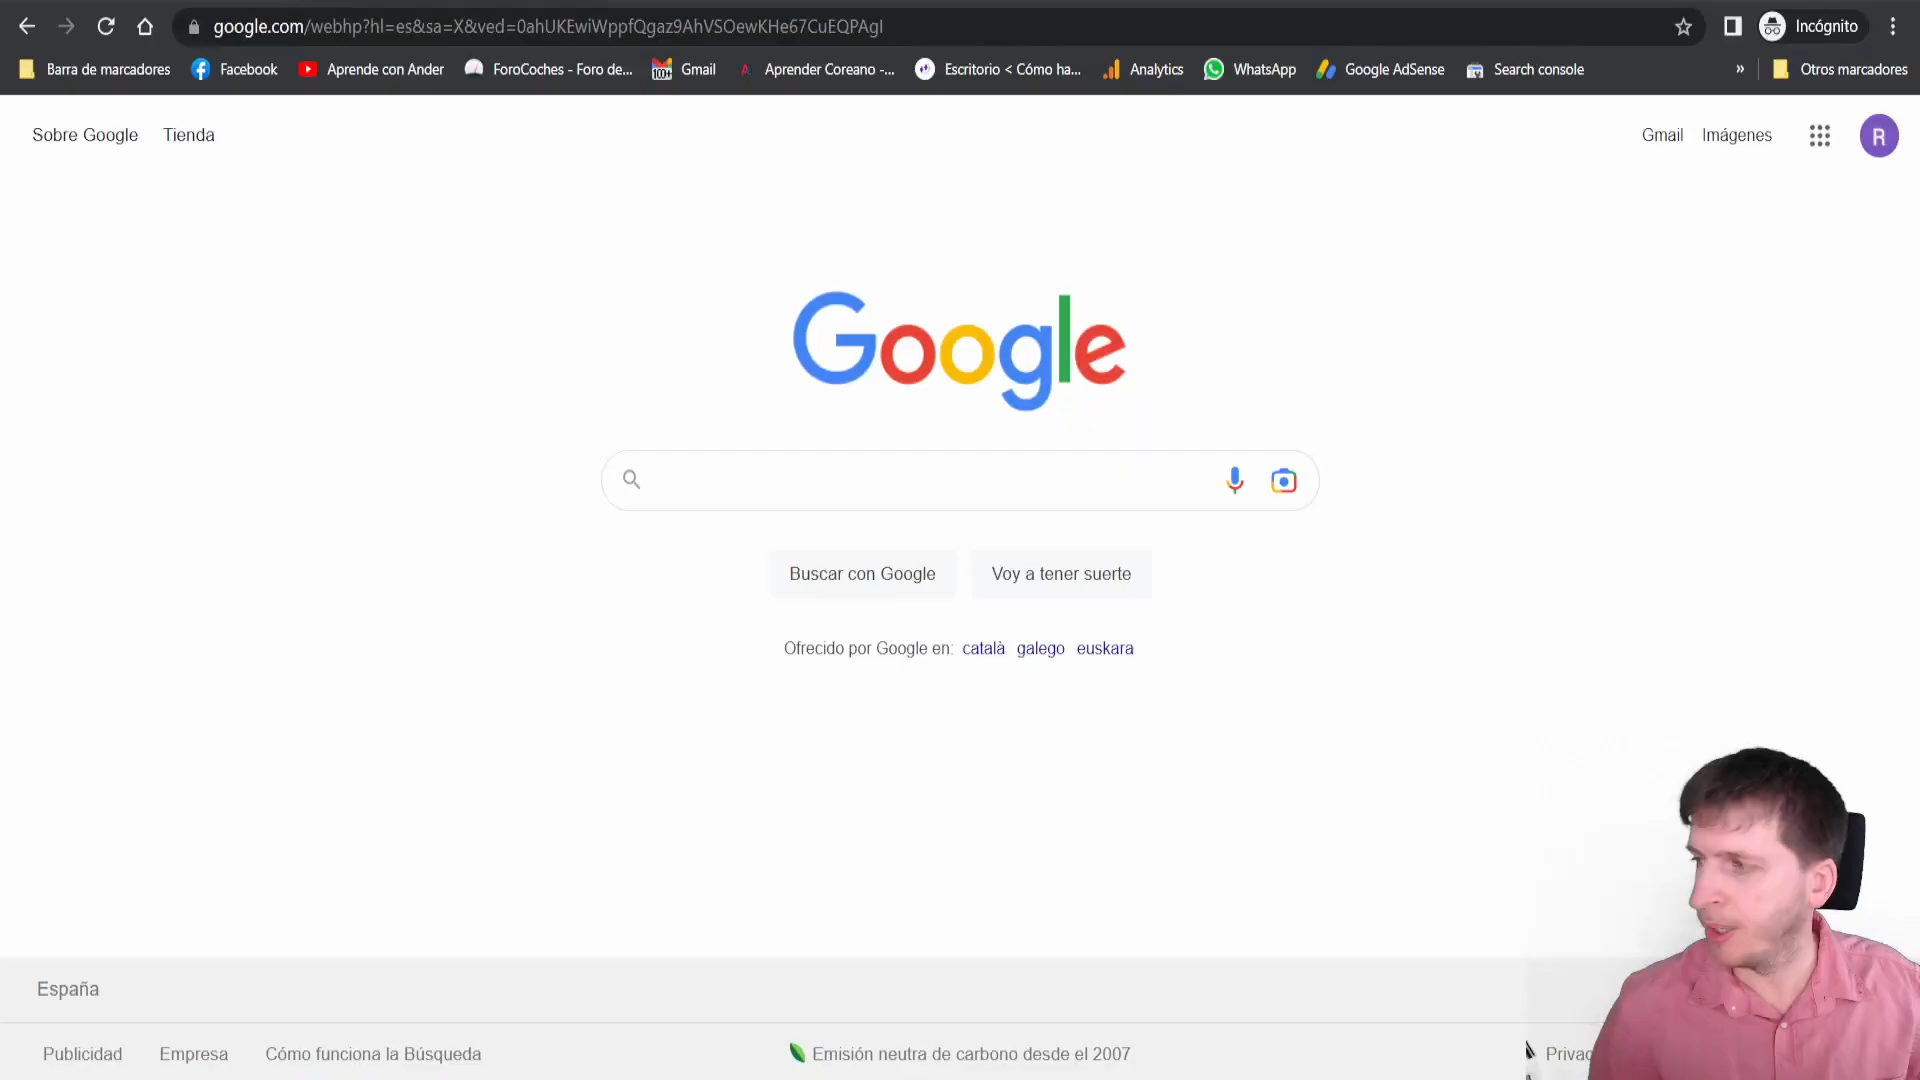 google.com/webhp?hl=es&sa=X&ved=0ahUKEwiWppfQgaz9AhVSOewKHe67CuEQPAgI
Incógnito
Barra de marcadores
Facebook
Aprende con Ander
ForoCoches - Foro de...
100+
Gmail
Aprender Coreano -...
Escritorio < Cómo ha...
Analytics
WhatsApp
Google AdSense
Search console
»
Otros marcadores
Sobre Google
Tienda
Gmail
Imágenes
R
Google
Buscar con Google
Voy a tener suerte
Ofrecido por Google en: català galego euskara
España
Publicidad
Empresa
Cómo funciona la Búsqueda
Emisión neutra de carbono desde el 2007
Privac